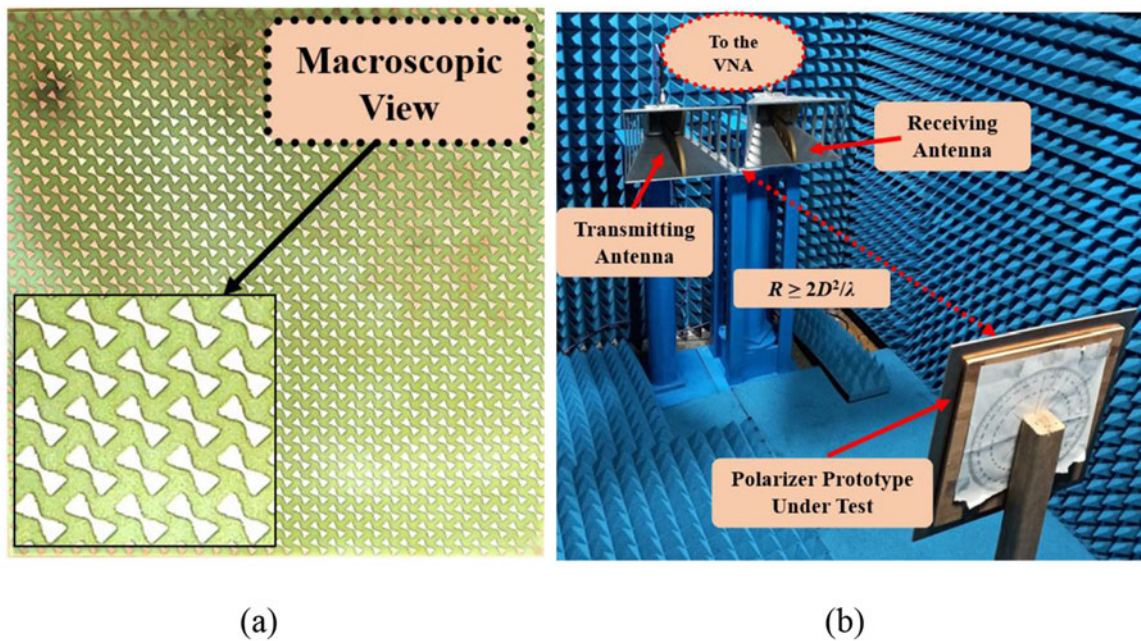 Macroscopic
View
To the
VNA
Receiving
Antenna
Transmitting
Antenna
R ≥ 2D²/λ
Polarizer Prototype
Under Test
(a)
(b)